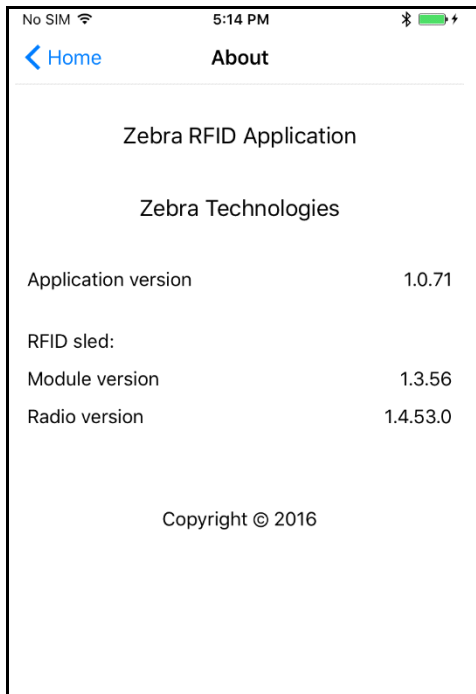 No SIM 5:14 PM
Home About
Zebra RFID Application
Zebra Technologies
Application version 1.0.71
RFID sled:
Module version 1.3.56
Radio version 1.4.53.0
Copyright © 2016